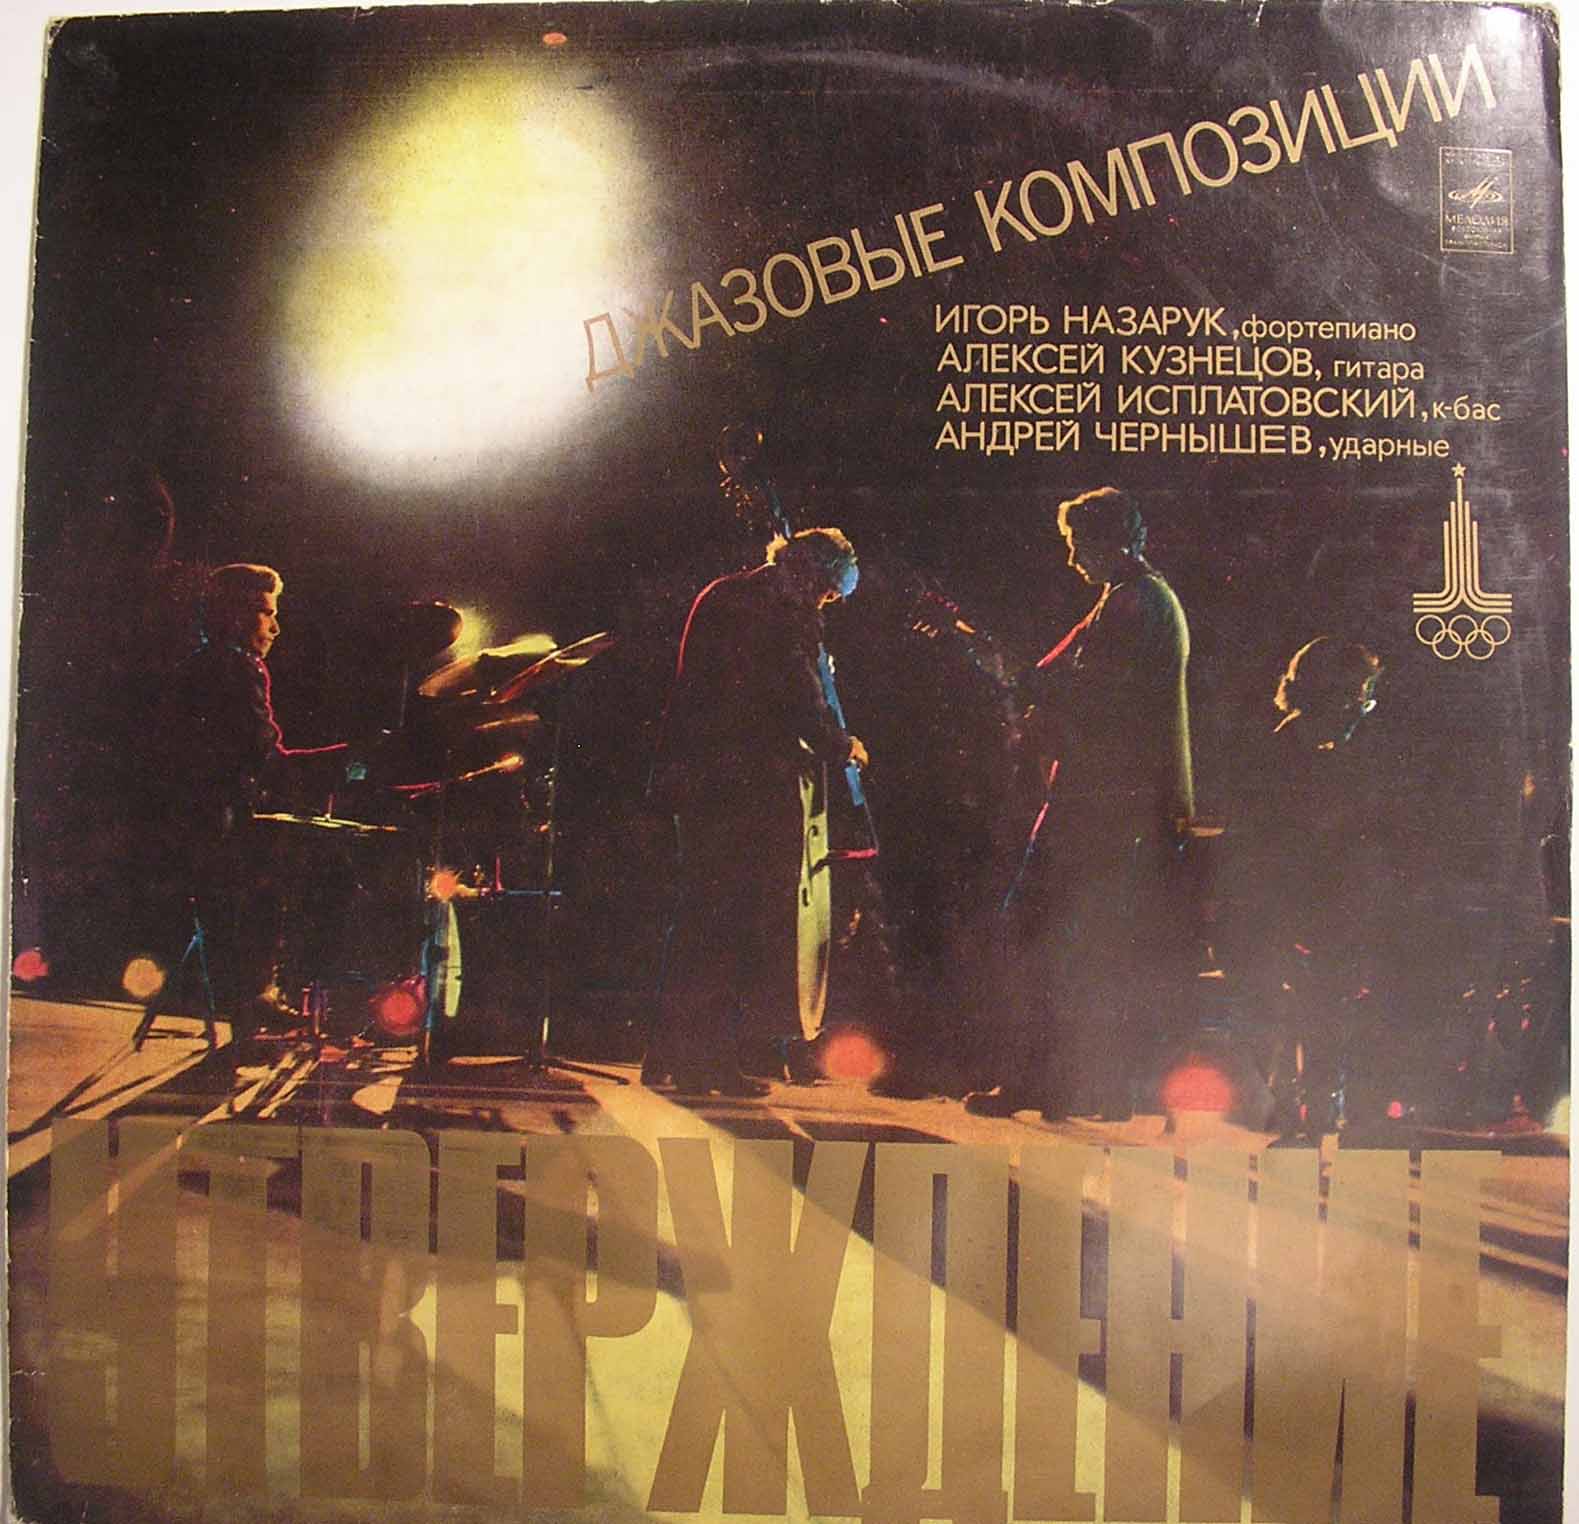 ДЖАЗОВЫЕ КОМПОЗИЦИИ
МЕЛОДИЯ
ИГОРЬ НАЗАРУК, фортепиано
АЛЕКСЕЙ КУЗНЕЦОВ, гитара
АЛЕКСЕЙ ИСПЛАТОВСКИЙ, к-бас
АНДРЕЙ ЧЕРНЫШЕВ, ударные
УТВЕРЖДЕНИЕ